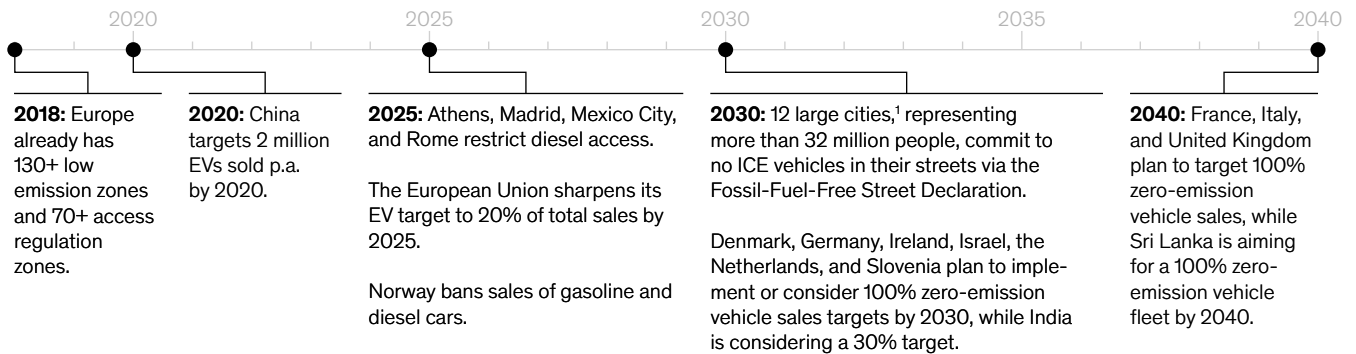 2020
2025
2030
2035
2040
2018: Europe
already has
130+ low
emission zones
and 70+ access
regulation
zones.
2020: China
targets 2 million
EVs sold p.a.
by 2020.
2025: Athens, Madrid, Mexico City,
and Rome restrict diesel access.
The European Union sharpens its
EV target to 20% of total sales by
2025.
Norway bans sales of gasoline and
diesel cars.
2030: 12 large cities,¹ representing
more than 32 million people, commit to
no ICE vehicles in their streets via the
Fossil-Fuel-Free Street Declaration.
Denmark, Germany, Ireland, Israel, the
Netherlands, and Slovenia plan to imple-
ment or consider 100% zero-emission
vehicle sales targets by 2030, while India
is considering a 30% target.
2040: France, Italy,
and United Kingdom
plan to target 100%
zero-emission
vehicle sales, while
Sri Lanka is aiming
for a 100% zero-
emission vehicle
fleet by 2040.